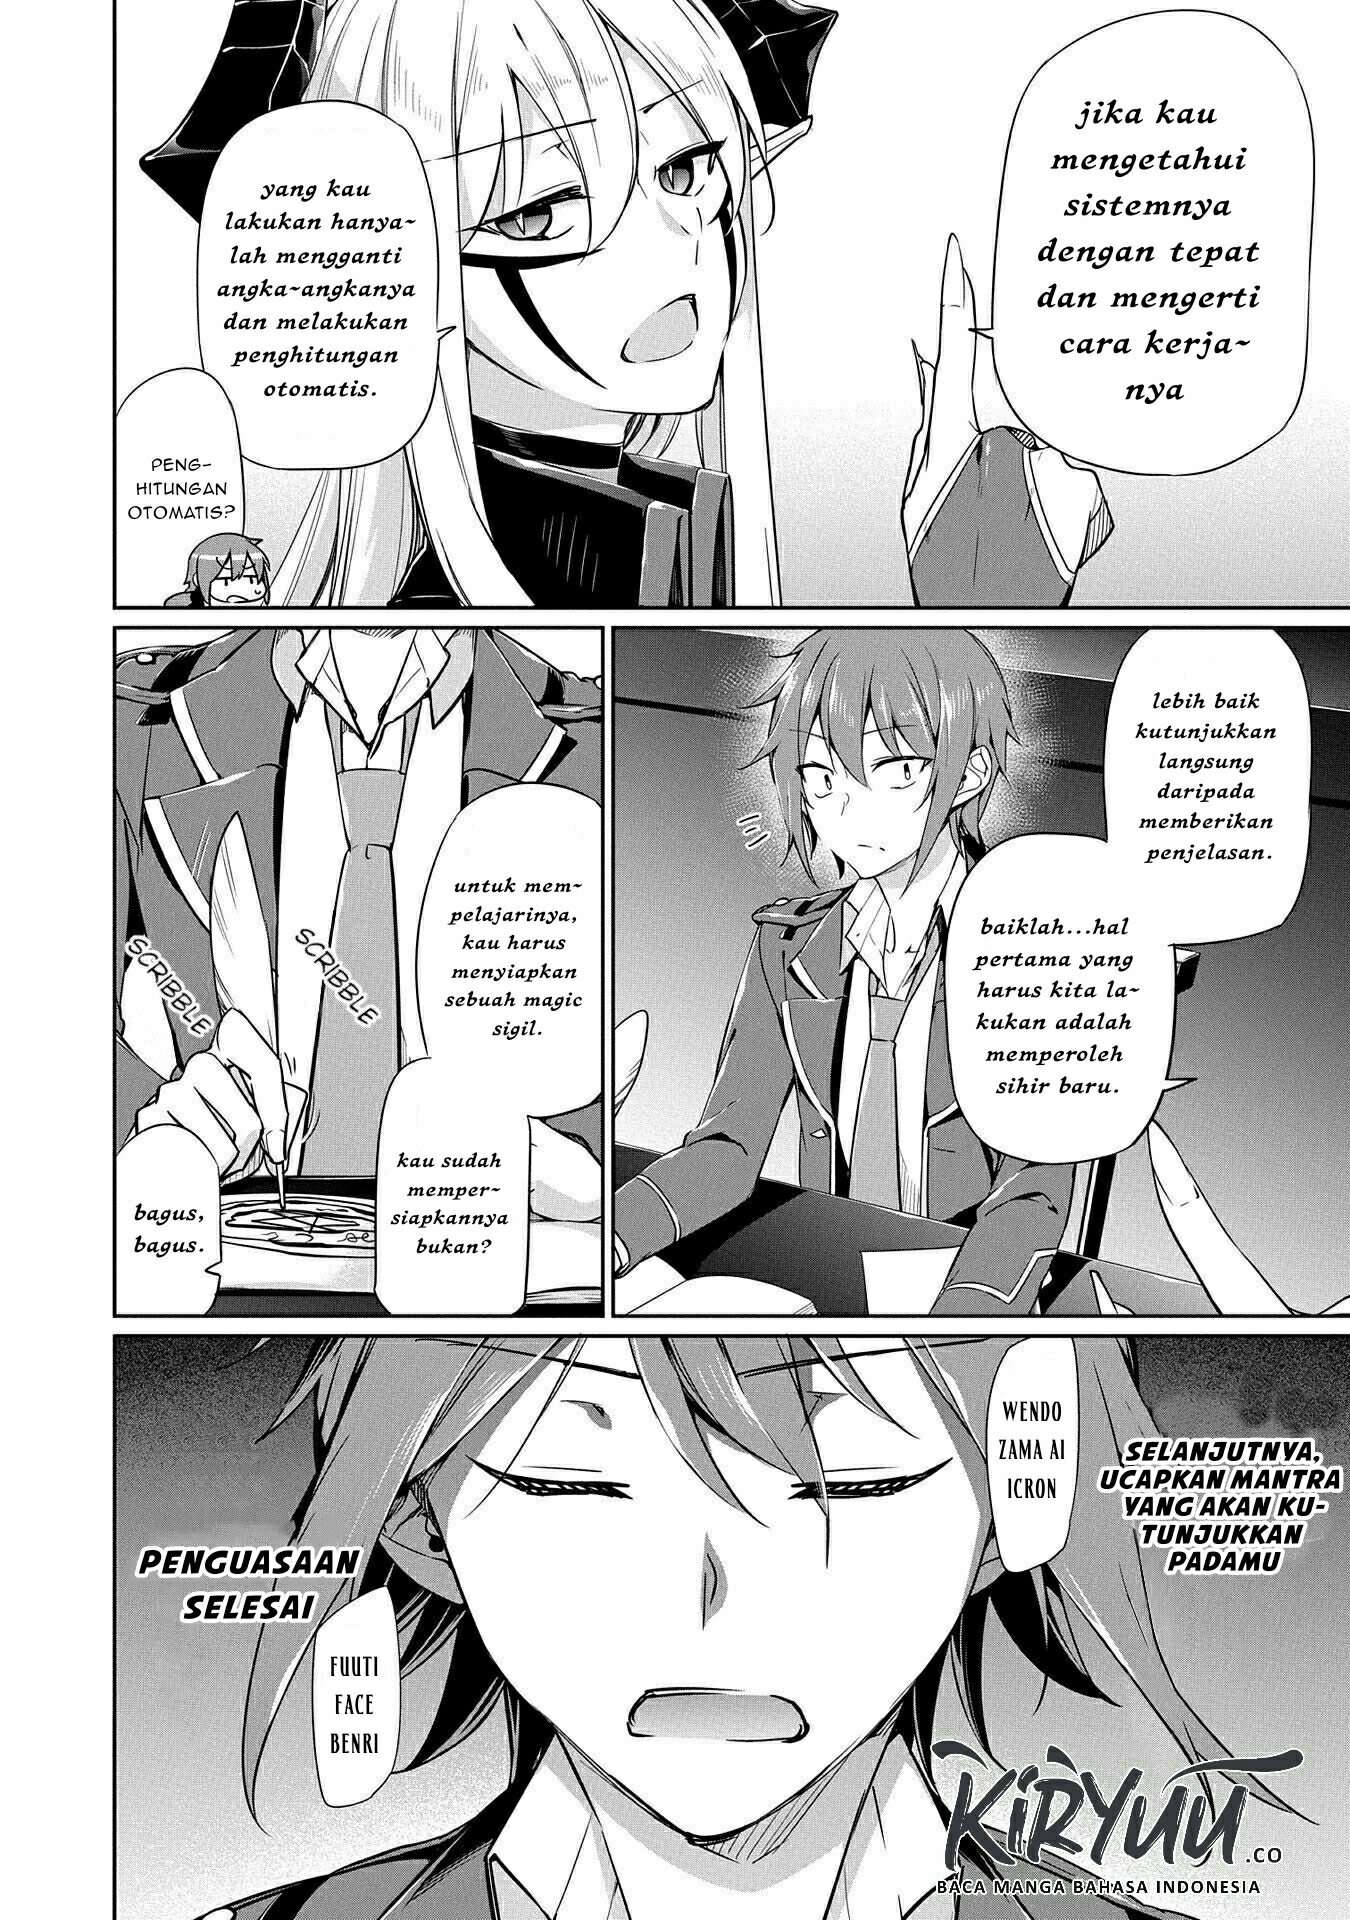 jika kau
mengetahui
sistemnya
dengan tepat
dan mengerti
cara kerja~
nya
yang kau
lakukan hanya~
lah mengganti
angka~angkanya
dan melakukan
penghitungan
otomatis.
PENG-
HITUNGAN
OTOMATIS?
lebih baik
kutunjukkan
langsung
daripada
memberikan
penjelasan.
baiklah...hal
pertama yang
harus kita la~
kukan adalah
memperoleh
sihir baru.
untuk mem~
pelajarinya,
kau harus
menyiapkan
sebuah magic
sigil.
SCRIBBLE
SCRIBBLE
kau sudah
memper~
siapkannya
bukan?
bagus,
bagus.
SELANJUTNYA,
UCAPKAN MANTRA
YANG AKAN KU-
TUNJUKKAN
PADAMU
WENDO
ZAMA AI
ICRON
FUUTI
FACE
BENRI
PENGUASAAN
SELESAI
KIRYUU.CO
BACA MANGA BAHASA INDONESIA